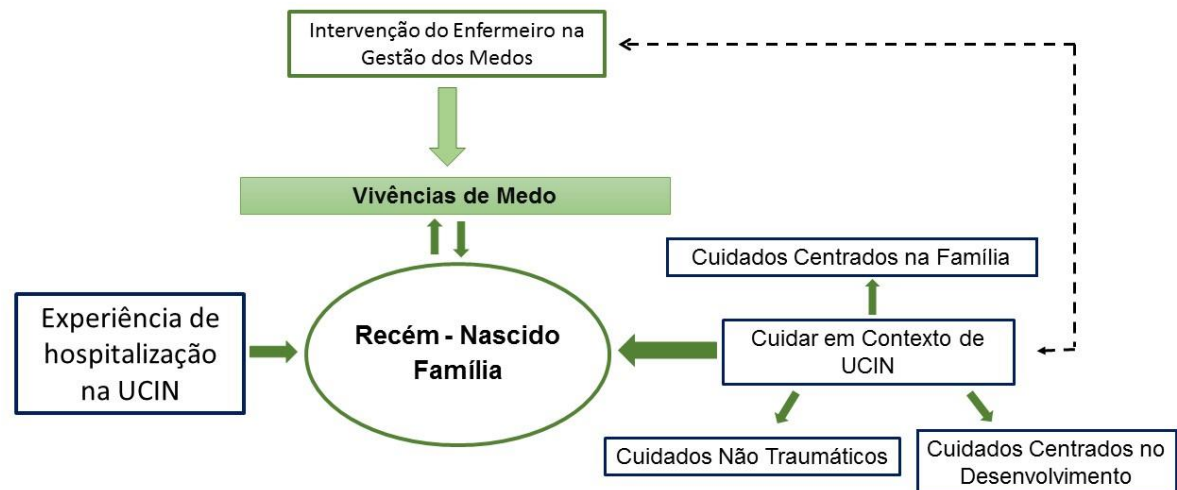 Intervenção do Enfermeiro na
Gestão dos Medos
Vivências de Medo
Cuidados Centrados na Família
Experiência de
hospitalização
na UCIN
Recém - Nascido
Família
Cuidar em Contexto de
UCIN
Cuidados Não Traumáticos
Cuidados Centrados no
Desenvolvimento